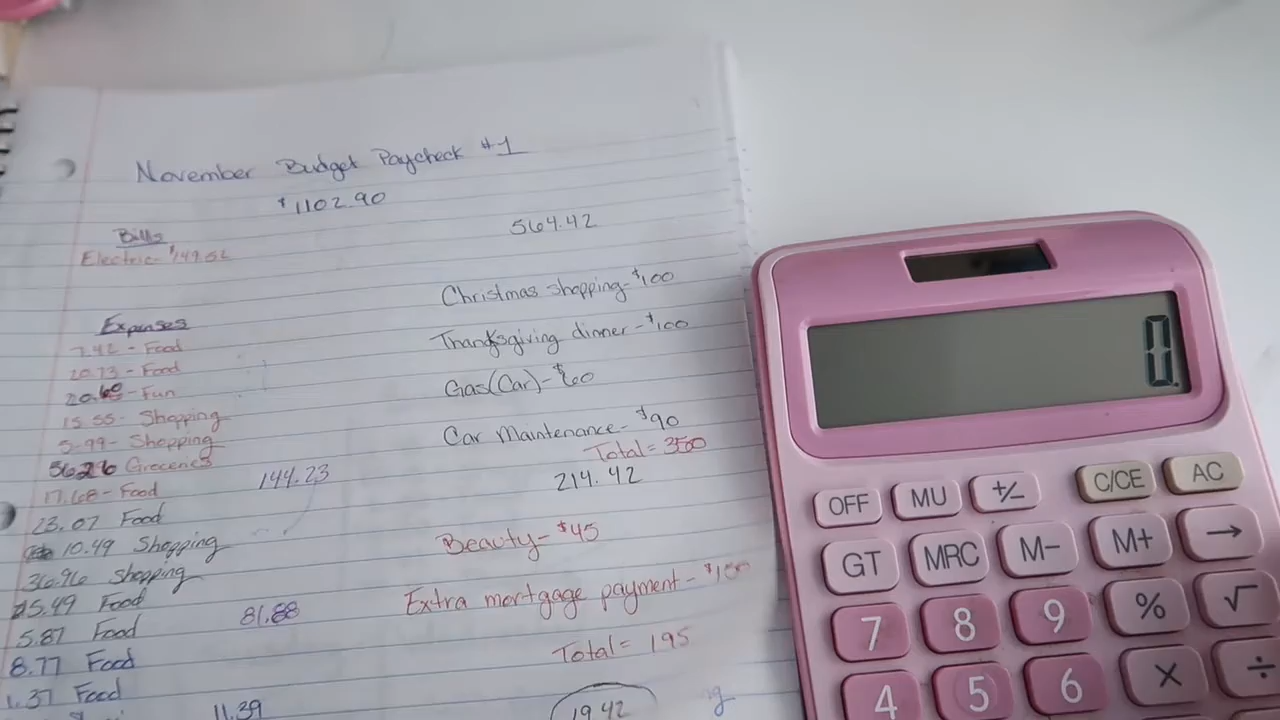 November Budget Paycheck #1
$1102.90
564.42
Bills
Electric- $149.52
Christmas shopping- $100
Expenses
7.42 - Food
Thanksgiving dinner - $100
20.73 - Food
Gas(Car) - $60
Fun
15.55- Shopping
Car Maintenance- $90
5.99- Shopping
Total = 350
56.26 Groceries
144.23
214.42
17.68- Food
23.07 Food
10.49 Shopping
Beauty- $45
36.96 Shopping
Extra mortgage payment - $150
5.49 Food
81.88
5.87 Food
Total = 195
8.77 Food
1.37 Food
11.39
19.42
0.
OFF MU +/- C/CE AC
GT MRC M- M+ →
7 8 9 % √
4 5 6 × ÷